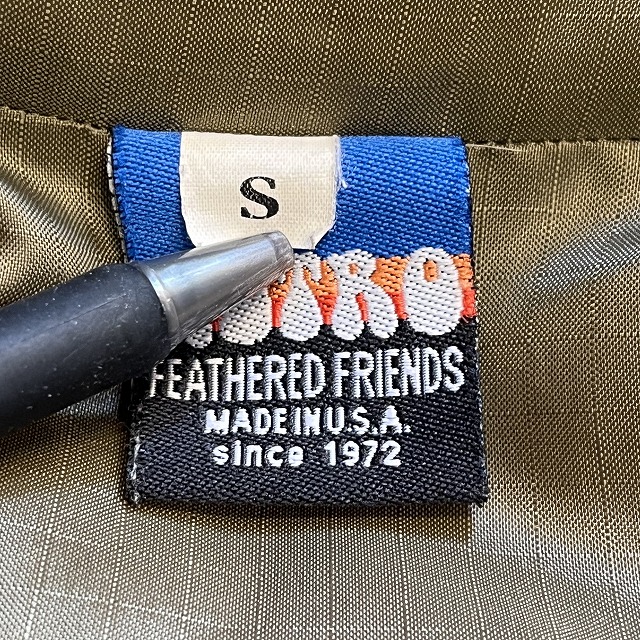 S
FEATHERED FRIENDS
MADE IN U.S.A.
since 1972